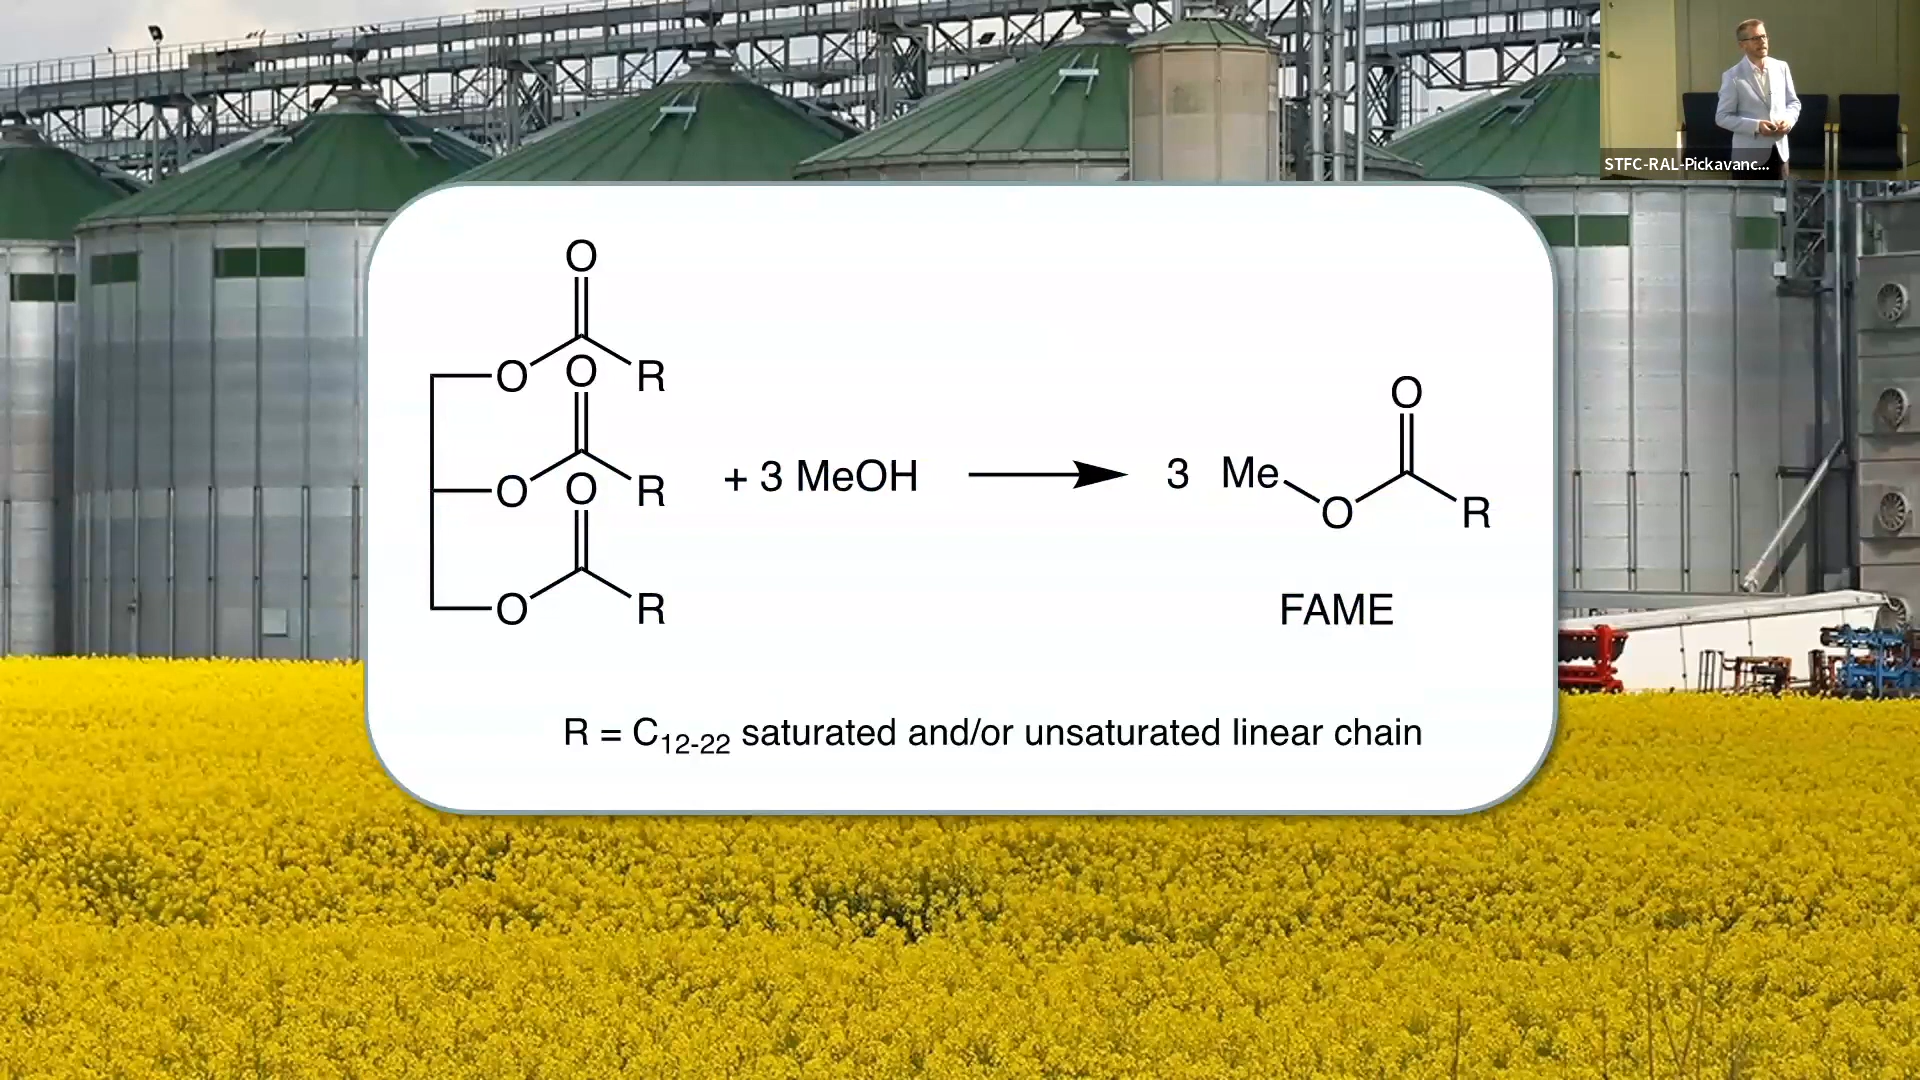 STFC-RAL-Pickavanc...
O
O
R
O
O
R
O
O
R
+ 3 MeOH
3
Me
O
O
R
FAME
R = C12-22 saturated and/or unsaturated linear chain